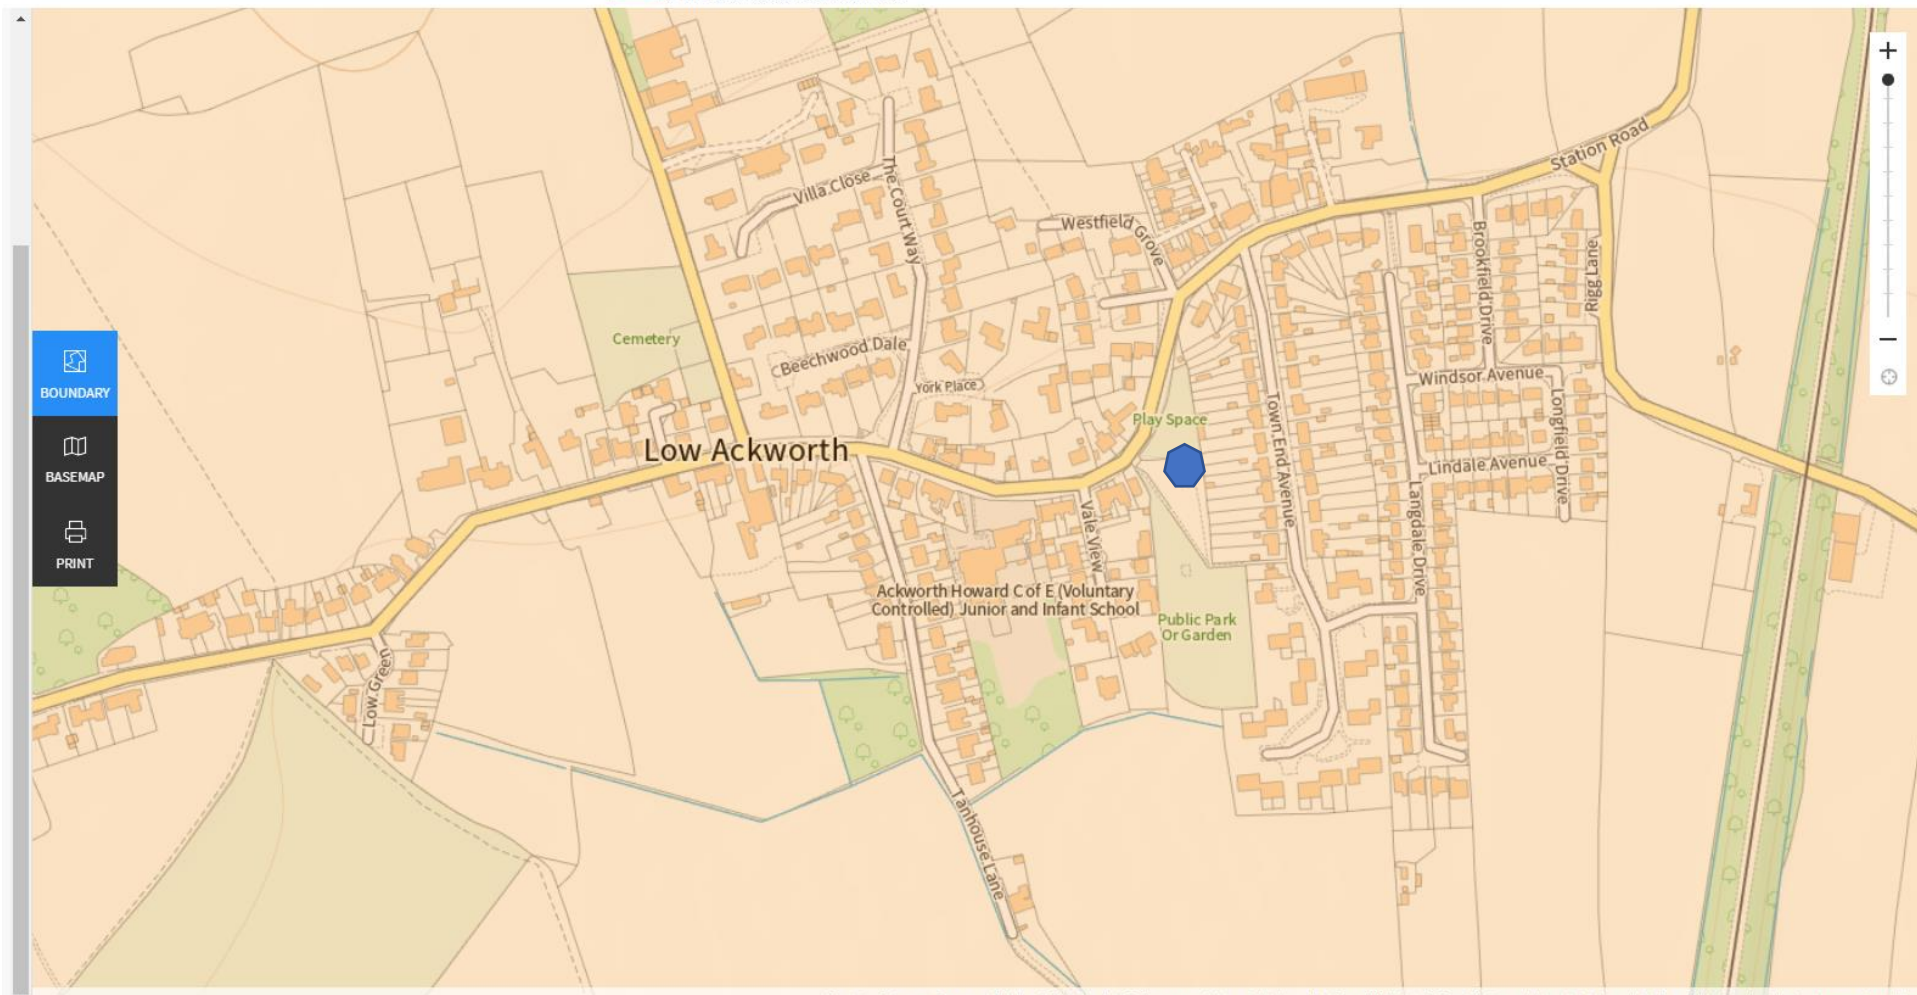 Station Road
Villa Close
The Court Way
Westfield Grove
Brookfield Drive
Rigg Lane
Cemetery
Beechwood Dale
York Place
Windsor Avenue
BOUNDARY
Play Space
Town End Avenue
Longfield Drive
Low Ackworth
Lindale Avenue
BASEMAP
Langdale Drive
Vale View
PRINT
Ackworth Howard C of E (Voluntary
Controlled) Junior and Infant School
Public Park
Or Garden
Low Green
Tanhouse Lane